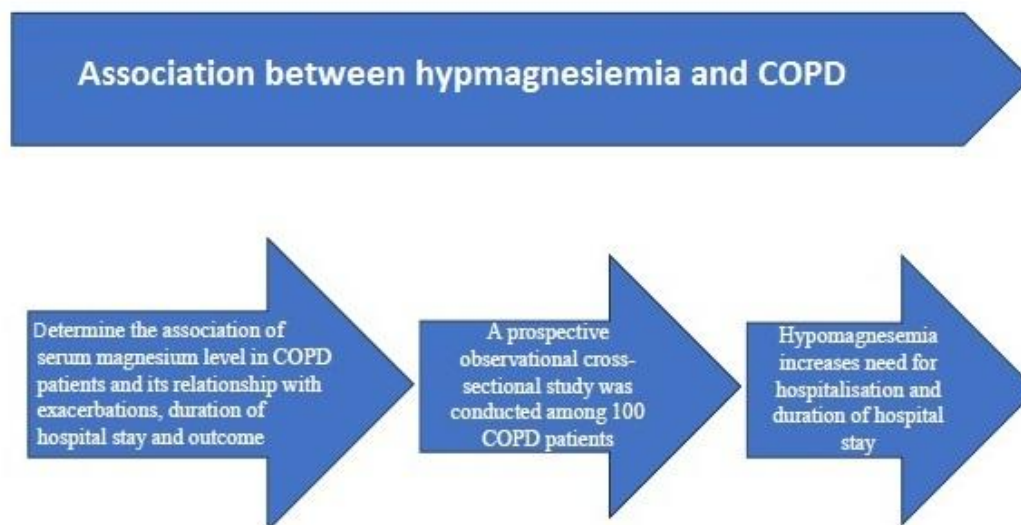 Association between hypmagnesiemia and COPD
Determine the association of
serum magnesium level in COPD
patients and its relationship with
exacerbations, duration of
hospital stay and outcome
A prospective
observational cross-
sectional study was
conducted among 100
COPD patients
Hypomagnesemia
increases need for
hospitalisation and
duration of hospital
stay